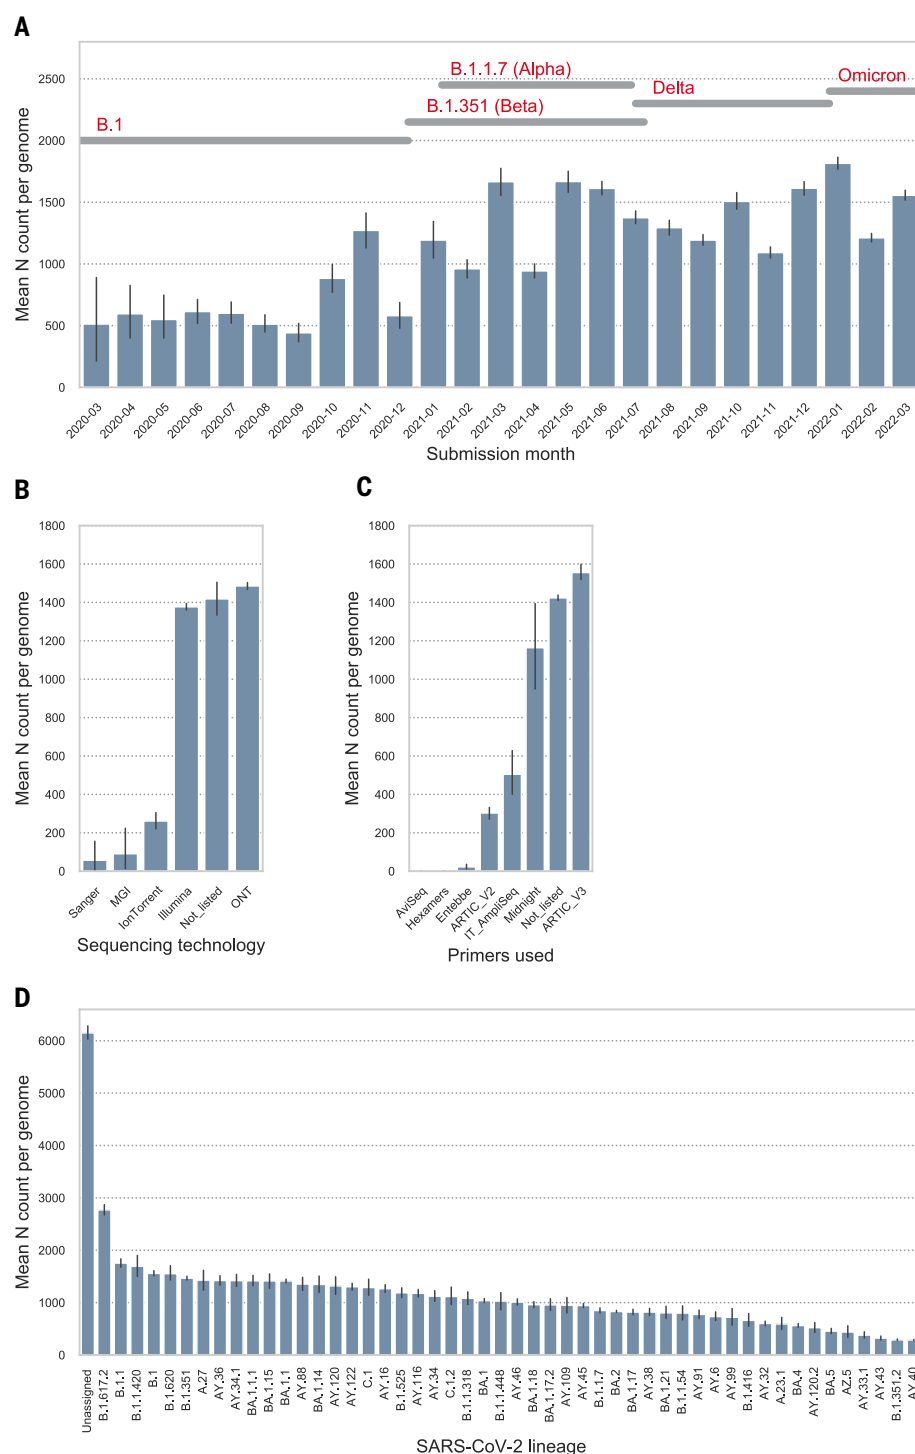 A
Mean N count per genome
2500
2000
1500
1000
500
0
B.1
B.1.1.7 (Alpha)
B.1.351 (Beta)
Delta
Omicron
2020-03
2020-04
2020-05
2020-06
2020-07
2020-08
2020-09
2020-10
2020-11
2020-12
2021-01
2021-02
2021-03
2021-04
2021-05
2021-06
2021-07
2021-08
2021-09
2021-10
2021-11
2021-12
2022-01
2022-02
2022-03
Submission month
B
Mean N count per genome
1800
1600
1400
1200
1000
800
600
400
200
0
Sanger
MGI
IonTorrent
Illumina
Not_listed
ONT
Sequencing technology
C
Mean N count per genome
1800
1600
1400
1200
1000
800
600
400
200
0
AviSeq
Hexamers
Entebbe
ARTIC_V2
IT_AmpliSeq
Midnight
Not_listed
ARTIC_V3
Primers used
D
Mean N count per genome
6000
5000
4000
3000
2000
1000
0
Unassigned
B.1.617.2
B.1.1
B.1.1.420
B.1
B.1.620
B.1.351
A.27
AY.36
AY.34.1
BA.1.1.1
BA.1.15
BA.1.1
AY.88
BA.1.14
AY.120
AY.122
C.1
AY.16
B.1.525
AY.116
AY.34
C.1.2
B.1.1.318
BA.1
B.1.1.448
AY.46
BA.1.18
BA.1.17.2
AY.109
AY.45
B.1.1.7
BA.2
BA.1.17
AY.38
BA.1.21
B.1.1.54
AY.91
AY.6
AY.99
B.1.416
AY.32
A.23.1
BA.4
AY.120.2
BA.5
AZ.5
AY.33.1
AY.43
B.1.351.2
AY.40
SARS-CoV-2 lineage